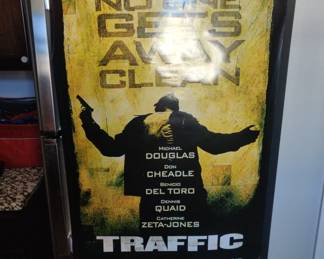 NO ONE
GETS
AWAY
CLEAN
MICHAEL
DOUGLAS
DON
CHEADLE
BENICIO
DEL TORO
DENNIS
QUAID
CATHERINE
ZETA-JONES
TRAFFIC